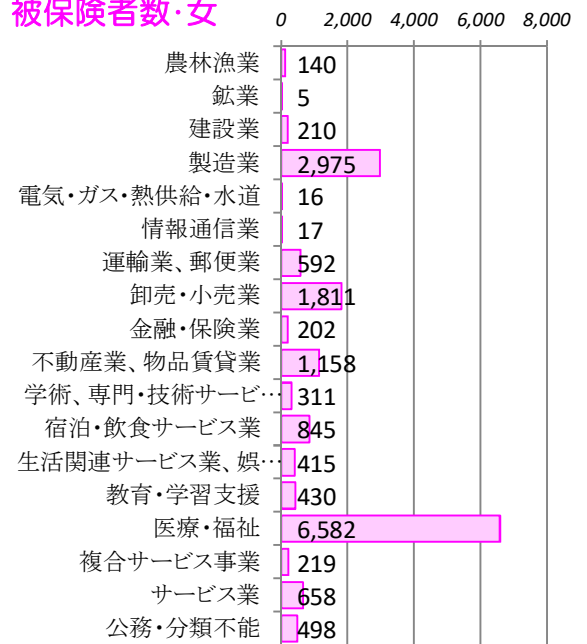 被保険者数･女
0 2,000 4,000 6,000 8,000
農林漁業 140
鉱業 5
建設業 210
製造業 2,975
電気・ガス・熱供給・水道 16
情報通信業 17
運輸業、郵便業 592
卸売・小売業 1,811
金融・保険業 202
不動産業、物品賃貸業 1,158
学術、専門・技術サービ… 311
宿泊・飲食サービス業 845
生活関連サービス業、娯… 415
教育・学習支援 430
医療・福祉 6,582
複合サービス事業 219
サービス業 658
公務・分類不能 498